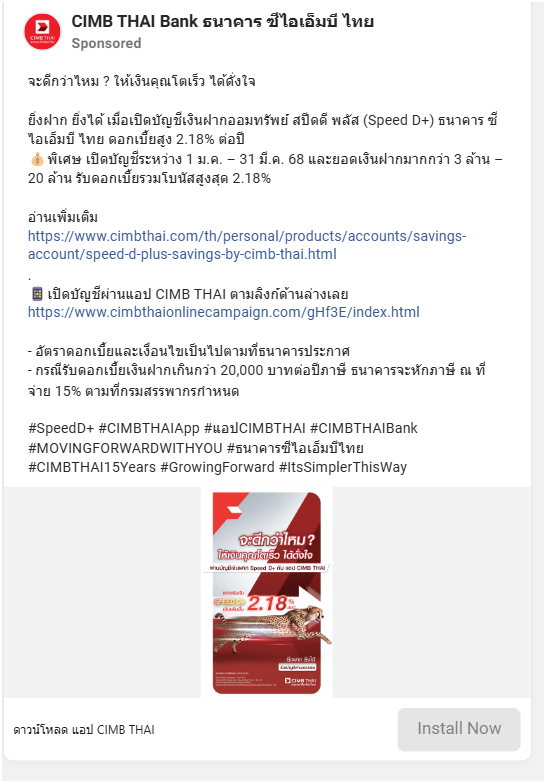 CIMB THAI Bank ธนาคาร ซีไอเอ็มบี ไทย
CIMB THAI
Sponsored
จะดีกว่าไหม ? ให้เงินคุณโตเร็ว ได้ดั่งใจ
ยิ่งฝาก ยิ่งได้ เมื่อเปิดบัญชีเงินฝากออมทรัพย์ สปีดดี พลัส (Speed D+) ธนาคาร ซี
ไอเอ็มบี ไทย ดอกเบี้ยสูง 2.18% ต่อปี
💰 พิเศษ เปิดบัญชีระหว่าง 1 ม.ค. – 31 มี.ค. 68 และยอดเงินฝากมากกว่า 3 ล้าน –
20 ล้าน รับดอกเบี้ยรวมโบนัสสูงสุด 2.18%
อ่านเพิ่มเติม
https://www.cimbthai.com/th/personal/products/accounts/savings-
account/speed-d-plus-savings-by-cimb-thai.html
.
📱 เปิดบัญชีผ่านแอป CIMB THAI ตามลิงก์ด้านล่างเลย
https://www.cimbthaionlinecampaign.com/gHf3E/index.html
- อัตราดอกเบี้ยและเงื่อนไขเป็นไปตามที่ธนาคารประกาศ
- กรณีรับดอกเบี้ยเงินฝากเกินกว่า 20,000 บาทต่อปีภาษี ธนาคารจะหักภาษี ณ ที่
จ่าย 15% ตามที่กรมสรรพากรกำหนด
#SpeedD+ #CIMBTHAIApp #แอปCIMBTHAI #CIMBTHAIBank
#MOVINGFORWARDWITHYOU #ธนาคารซีไอเอ็มบีไทย
#CIMBTHAI15Years #GrowingForward #ItsSimplerThisWay
จะดีกว่าไหม?
ให้เงินคุณโตเร็ว ได้ดั่งใจ
ผ่านบัญชีเงินฝาก Speed D+ กับ แอป CIMB THAI
SPEED D+
2.18%
ยิ่งฝาก ยิ่งได้
CIMB THAI
ดาวน์โหลด แอป CIMB THAI
Install Now